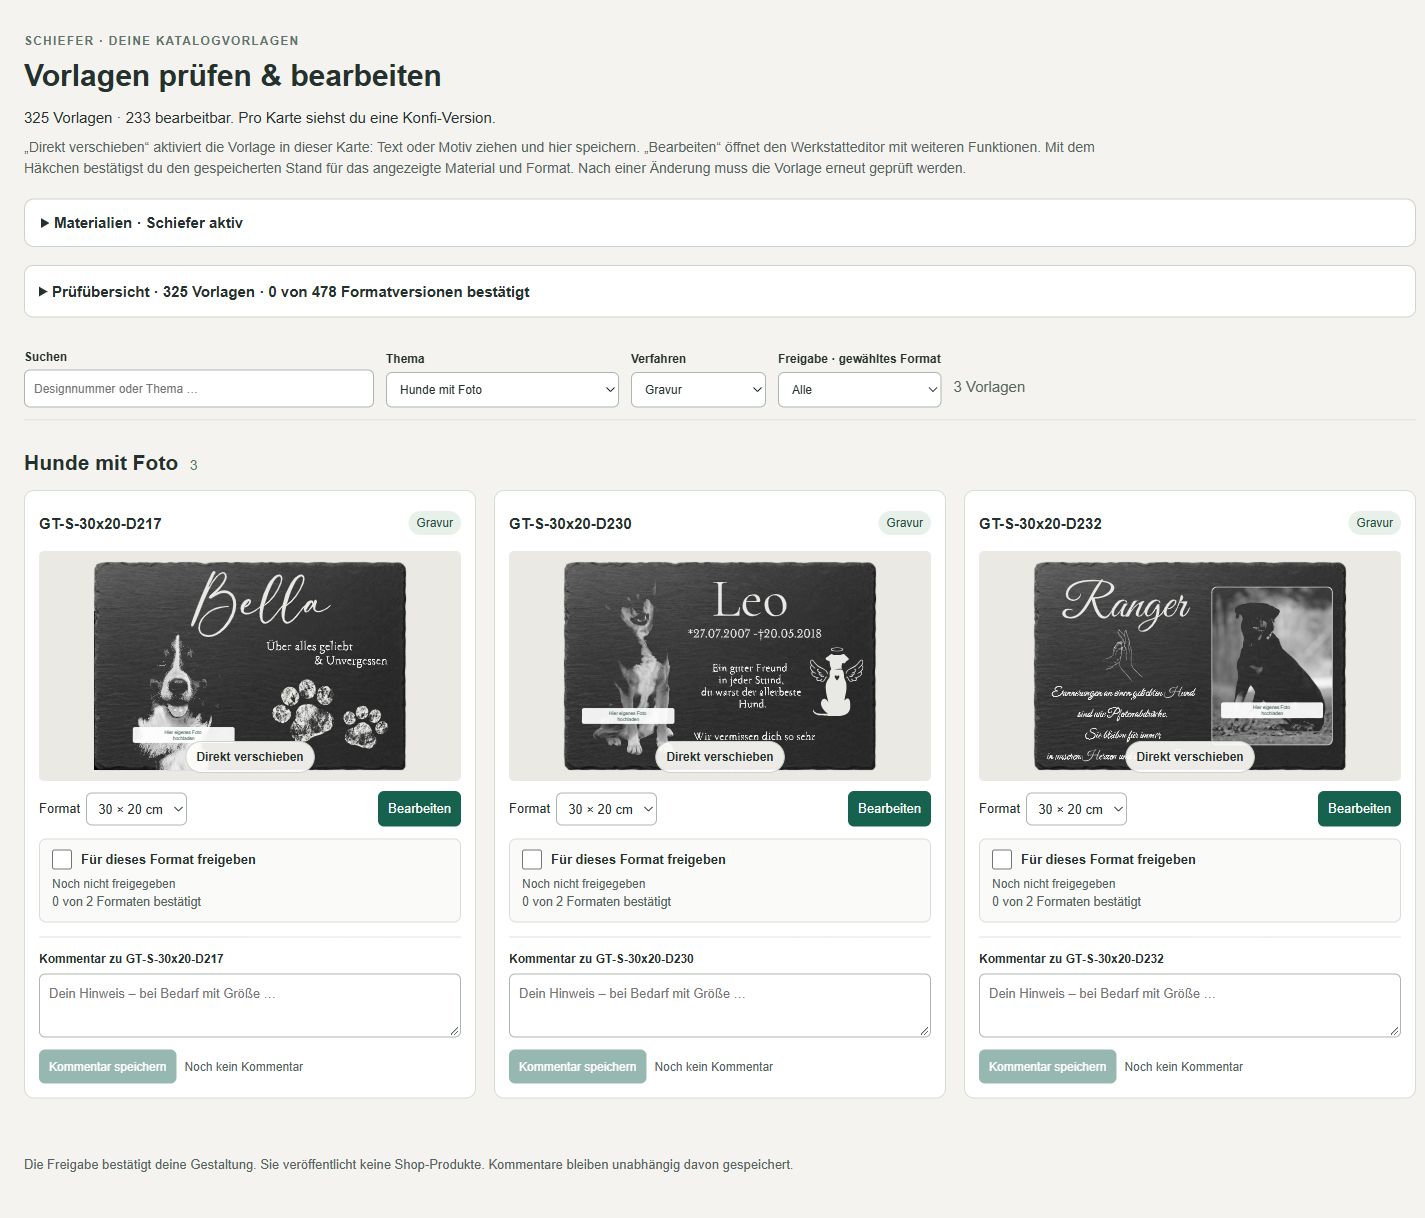 SCHIEFER · DEINE KATALOGVORLAGEN
Vorlagen prüfen & bearbeiten
325 Vorlagen · 233 bearbeitbar. Pro Karte siehst du eine Konfi-Version.
„Direkt verschieben“ aktiviert die Vorlage in dieser Karte: Text oder Motiv ziehen und hier speichern. „Bearbeiten“ öffnet den Werkstatteditor mit weiteren Funktionen. Mit dem
Häkchen bestätigst du den gespeicherten Stand für das angezeigte Material und Format. Nach einer Änderung muss die Vorlage erneut geprüft werden.
Materialien · Schiefer aktiv
Prüfübersicht · 325 Vorlagen · 0 von 478 Formatversionen bestätigt
Suchen
Designnummer oder Thema …
Thema
Hunde mit Foto
Verfahren
Gravur
Freigabe · gewähltes Format
Alle
3 Vorlagen
Hunde mit Foto 3
GT-S-30x20-D217
Gravur
Bella
Über alles geliebt
& Unvergessen
Hier eigenes Foto
hochladen
Direkt verschieben
Format
30 × 20 cm
Bearbeiten
Für dieses Format freigeben
Noch nicht freigegeben
0 von 2 Formaten bestätigt
Kommentar zu GT-S-30x20-D217
Dein Hinweis – bei Bedarf mit Größe …
Kommentar speichern
Noch kein Kommentar
GT-S-30x20-D230
Gravur
Leo
*27.07.2007 -†20.05.2018
Ein guter Freund
in jeder Stund,
du warst der allerbeste
Hund.
Wir vermissen dich so sehr
Hier eigenes Foto
hochladen
Direkt verschieben
Format
30 × 20 cm
Bearbeiten
Für dieses Format freigeben
Noch nicht freigegeben
0 von 2 Formaten bestätigt
Kommentar zu GT-S-30x20-D230
Dein Hinweis – bei Bedarf mit Größe …
Kommentar speichern
Noch kein Kommentar
GT-S-30x20-D232
Gravur
Ranger
Erinnerungen an einen geliebten Hund
sind wie Pfotenabdrücke.
Sie bleiben für immer
in unseren Herzen und
Hier eigenes Foto
hochladen
Direkt verschieben
Format
30 × 20 cm
Bearbeiten
Für dieses Format freigeben
Noch nicht freigegeben
0 von 2 Formaten bestätigt
Kommentar zu GT-S-30x20-D232
Dein Hinweis – bei Bedarf mit Größe …
Kommentar speichern
Noch kein Kommentar
Die Freigabe bestätigt deine Gestaltung. Sie veröffentlicht keine Shop-Produkte. Kommentare bleiben unabhängig davon gespeichert.